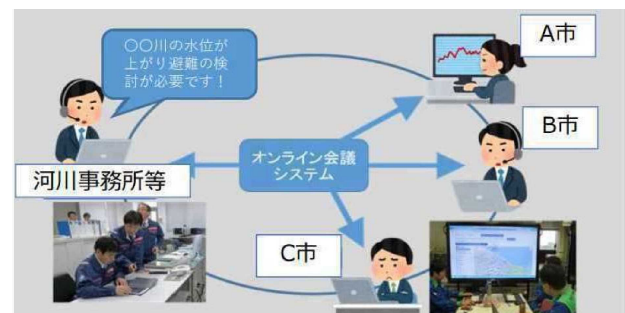 〇〇川の水位が
上がり避難の検
討が必要です！
A市
B市
オンライン会議
システム
河川事務所等
C市